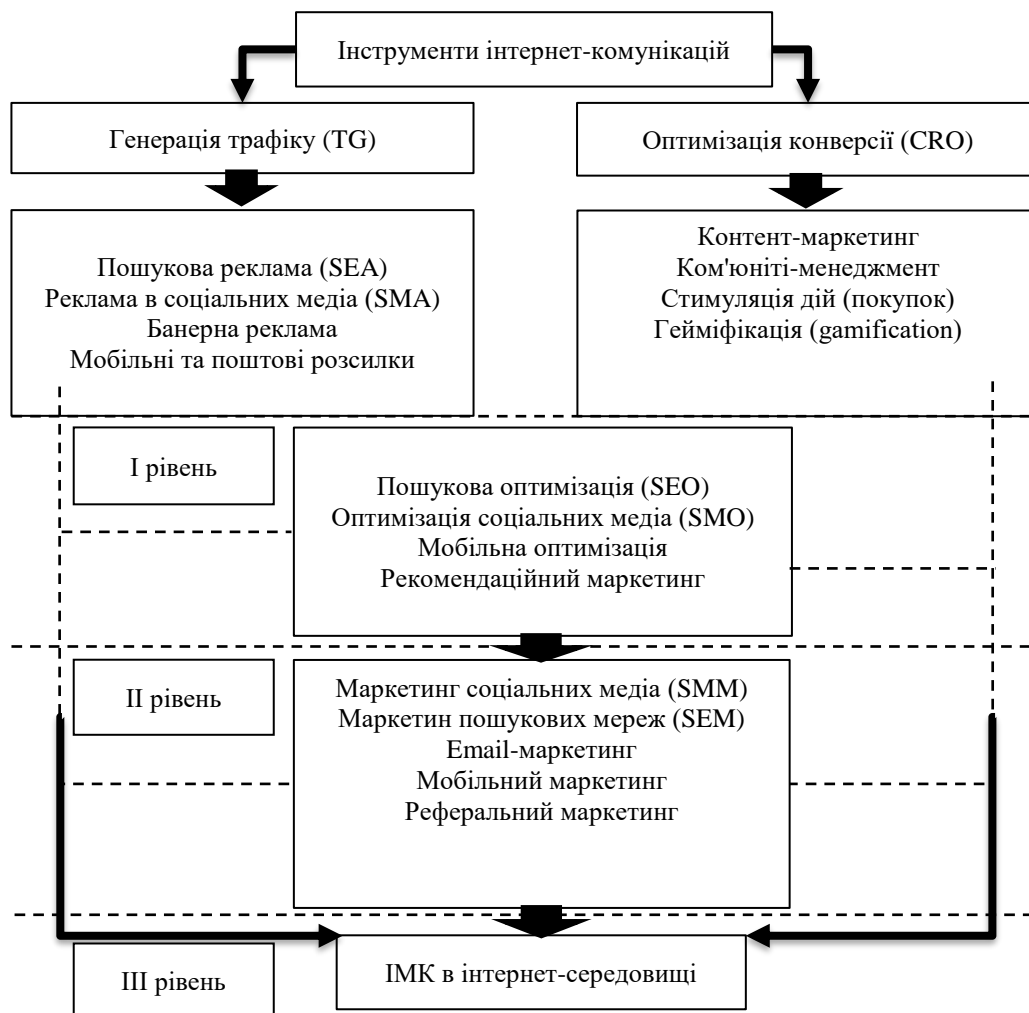 Інструменти інтернет-комунікацій
Генерація трафіку (TG)
Оптимізація конверсії (CRO)
Пошукова реклама (SEA)
Реклама в соціальних медіа (SMA)
Банерна реклама
Мобільні та поштові розсилки
Контент-маркетинг
Ком'юніті-менеджмент
Стимуляція дій (покупок)
Гейміфікація (gamification)
І рівень
Пошукова оптимізація (SEO)
Оптимізація соціальних медіа (SMO)
Мобільна оптимізація
Рекомендаційний маркетинг
ІІ рівень
Маркетинг соціальних медіа (SMM)
Маркетин пошукових мереж (SEM)
Email-маркетинг
Мобільний маркетинг
Реферальний маркетинг
ІІІ рівень
ІМК в інтернет-середовищі